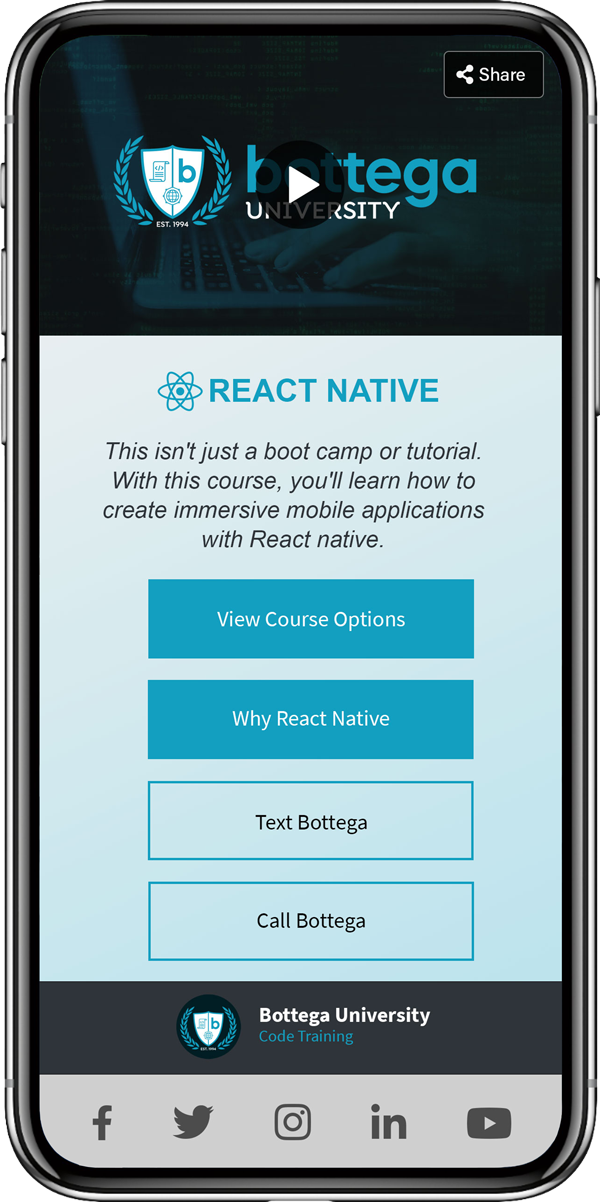 Share
bottega
UNIVERSITY
b
EST. 1994
REACT NATIVE
This isn't just a boot camp or tutorial.
With this course, you'll learn how to
create immersive mobile applications
with React native.
View Course Options
Why React Native
Text Bottega
Call Bottega
b
EST. 1994
Bottega University
Code Training